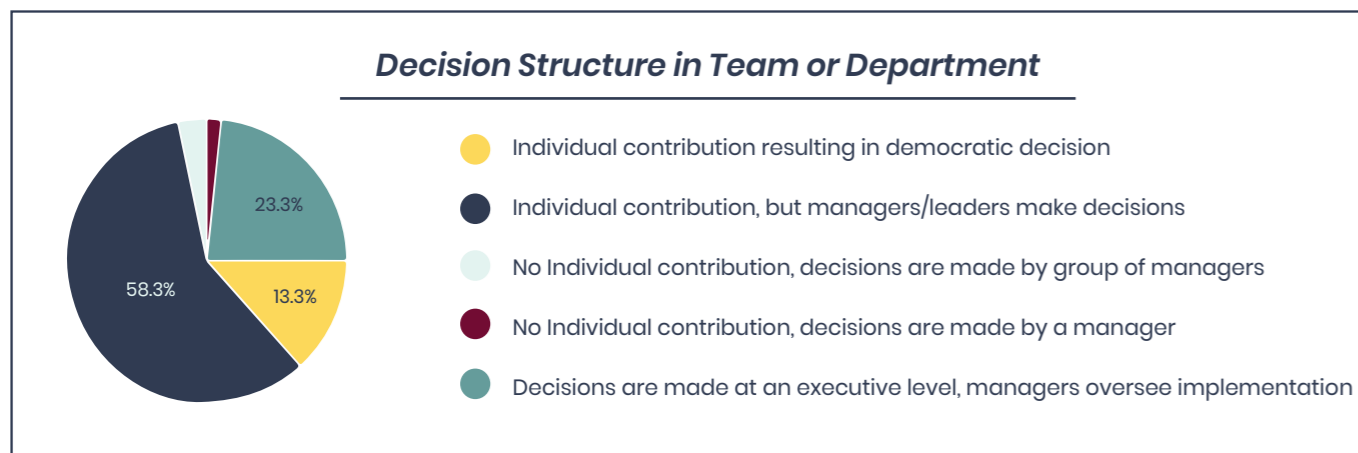 Decision Structure in Team or Department
23.3%
58.3%
13.3%
Individual contribution resulting in democratic decision
Individual contribution, but managers/leaders make decisions
No Individual contribution, decisions are made by group of managers
No Individual contribution, decisions are made by a manager
Decisions are made at an executive level, managers oversee implementation